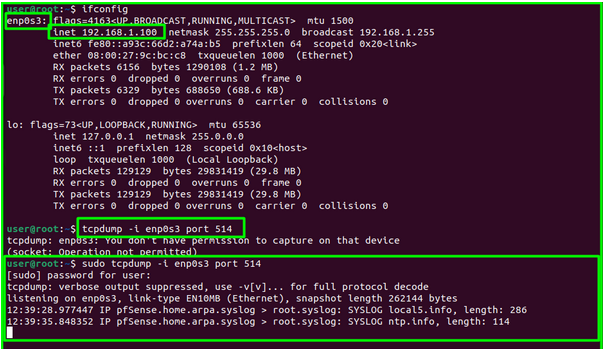 user@root:~$ ifconfig
enp0s3: flags=4163<UP,BROADCAST,RUNNING,MULTICAST>  mtu 1500
        inet 192.168.1.100  netmask 255.255.255.0  broadcast 192.168.1.255
        inet6 fe80::a93c:66d2:a74a:b5  prefixlen 64  scopeid 0x20<link>
        ether 08:00:27:9c:bc:c8  txqueuelen 1000  (Ethernet)
        RX packets 6156  bytes 1290108 (1.2 MB)
        RX errors 0  dropped 0  overruns 0  frame 0
        TX packets 6329  bytes 688650 (688.6 KB)
        TX errors 0  dropped 0 overruns 0  carrier 0  collisions 0
lo: flags=73<UP,LOOPBACK,RUNNING>  mtu 65536
        inet 127.0.0.1  netmask 255.0.0.0
        inet6 ::1  prefixlen 128  scopeid 0x10<host>
        loop  txqueuelen 1000  (Local Loopback)
        RX packets 129129  bytes 29831419 (29.8 MB)
        RX errors 0  dropped 0  overruns 0  frame 0
        TX packets 129129  bytes 29831419 (29.8 MB)
        TX errors 0  dropped 0 overruns 0  carrier 0  collisions 0
user@root:~$ tcpdump -i enp0s3 port 514
tcpdump: enp0s3: You don't have permission to capture on that device
(socket: Operation not permitted)
user@root:~$ sudo tcpdump -i enp0s3 port 514
[sudo] password for user:
tcpdump: verbose output suppressed, use -v[v]... for full protocol decode
listening on enp0s3, link-type EN10MB (Ethernet), snapshot length 262144 bytes
12:39:28.977447 IP pfSense.home.arpa.syslog > root.syslog: SYSLOG local5.info, length: 286
12:39:35.848352 IP pfSense.home.arpa.syslog > root.syslog: SYSLOG ntp.info, length: 114